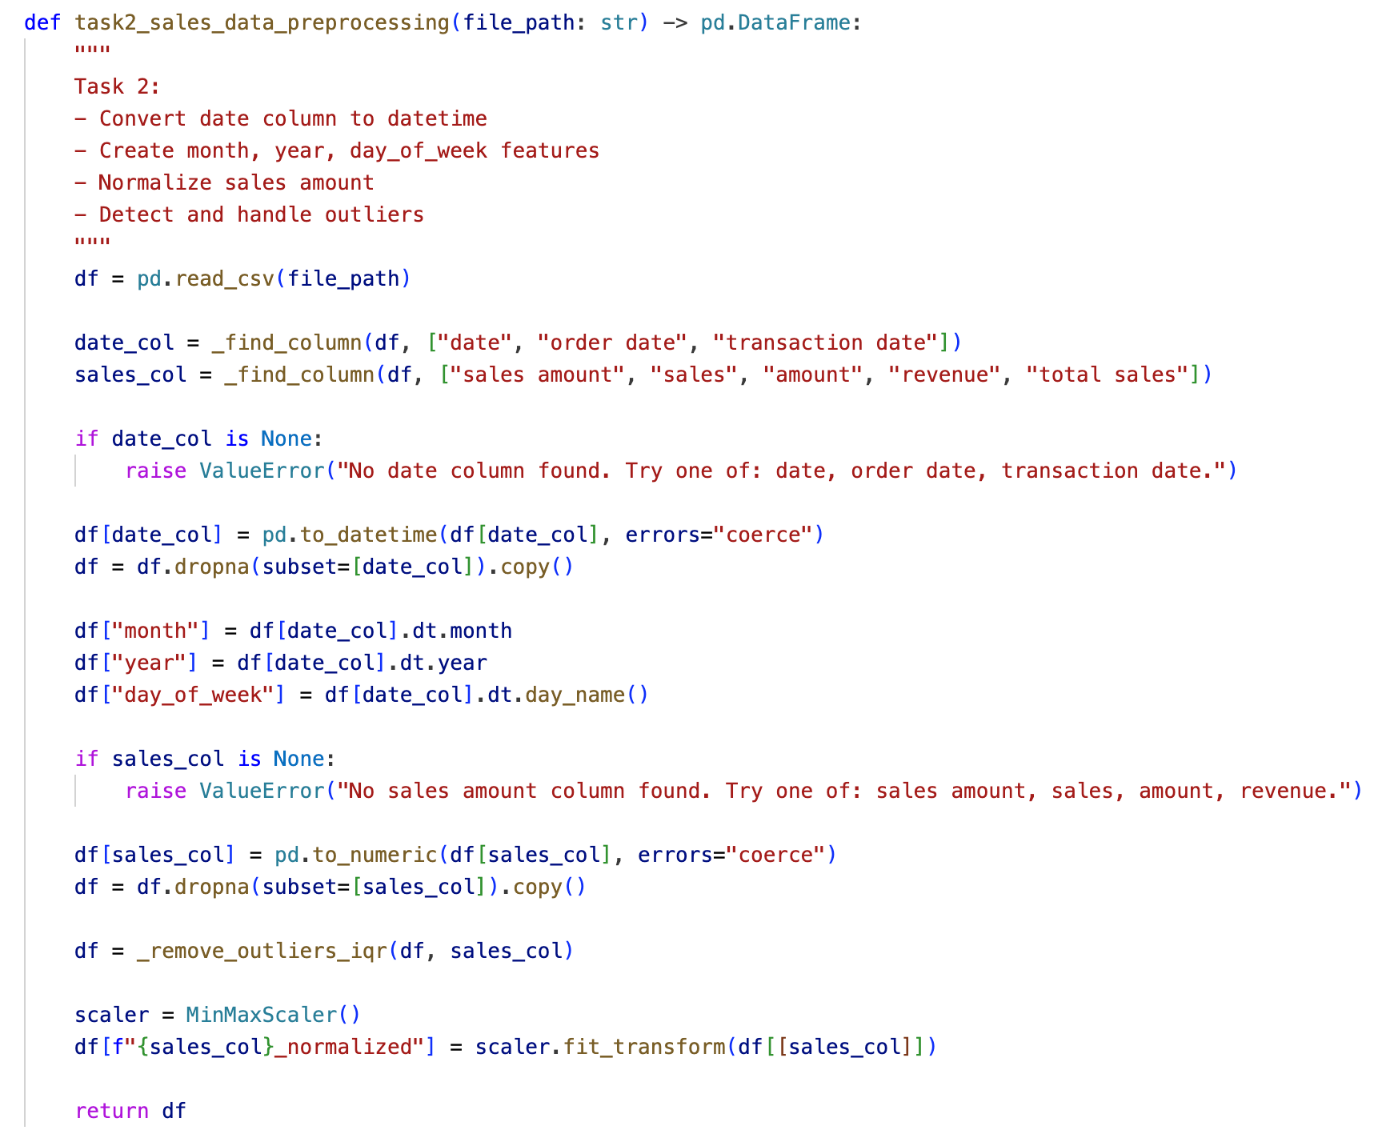 def task2_sales_data_preprocessing(file_path: str) -> pd.DataFrame:
    """
    Task 2:
    - Convert date column to datetime
    - Create month, year, day_of_week features
    - Normalize sales amount
    - Detect and handle outliers
    """
    df = pd.read_csv(file_path)

    date_col = _find_column(df, ["date", "order date", "transaction date"])
    sales_col = _find_column(df, ["sales amount", "sales", "amount", "revenue", "total sales"])

    if date_col is None:
        raise ValueError("No date column found. Try one of: date, order date, transaction date.")

    df[date_col] = pd.to_datetime(df[date_col], errors="coerce")
    df = df.dropna(subset=[date_col]).copy()

    df["month"] = df[date_col].dt.month
    df["year"] = df[date_col].dt.year
    df["day_of_week"] = df[date_col].dt.day_name()

    if sales_col is None:
        raise ValueError("No sales amount column found. Try one of: sales amount, sales, amount, revenue.")

    df[sales_col] = pd.to_numeric(df[sales_col], errors="coerce")
    df = df.dropna(subset=[sales_col]).copy()

    df = _remove_outliers_iqr(df, sales_col)

    scaler = MinMaxScaler()
    df[f"{sales_col}_normalized"] = scaler.fit_transform(df[[sales_col]])

    return df